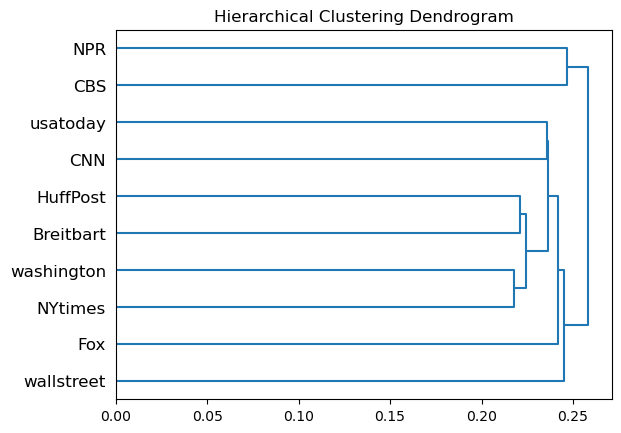 Hierarchical Clustering Dendrogram
NPR
CBS
usatoday
CNN
HuffPost
Breitbart
washington
NYtimes
Fox
wallstreet
0.00 0.05 0.10 0.15 0.20 0.25